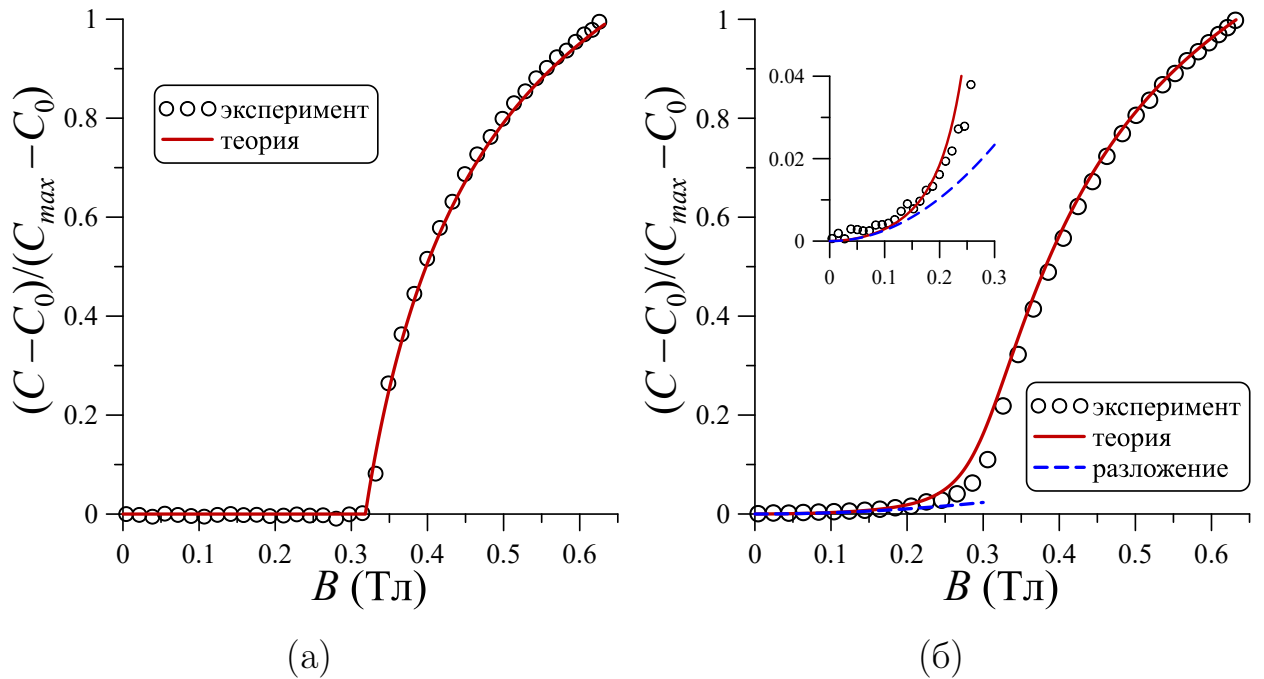 (C − C₀)/(C_max − C₀)
1
0.8
0.6
0.4
0.2
0
эксперимент
теория
0 0.1 0.2 0.3 0.4 0.5 0.6
B (Тл)
(а)
(C − C₀)/(C_max − C₀)
1
0.8
0.6
0.4
0.2
0
0.04
0.02
0
0 0.1 0.2 0.3
эксперимент
теория
разложение
0 0.1 0.2 0.3 0.4 0.5 0.6
B (Тл)
(б)